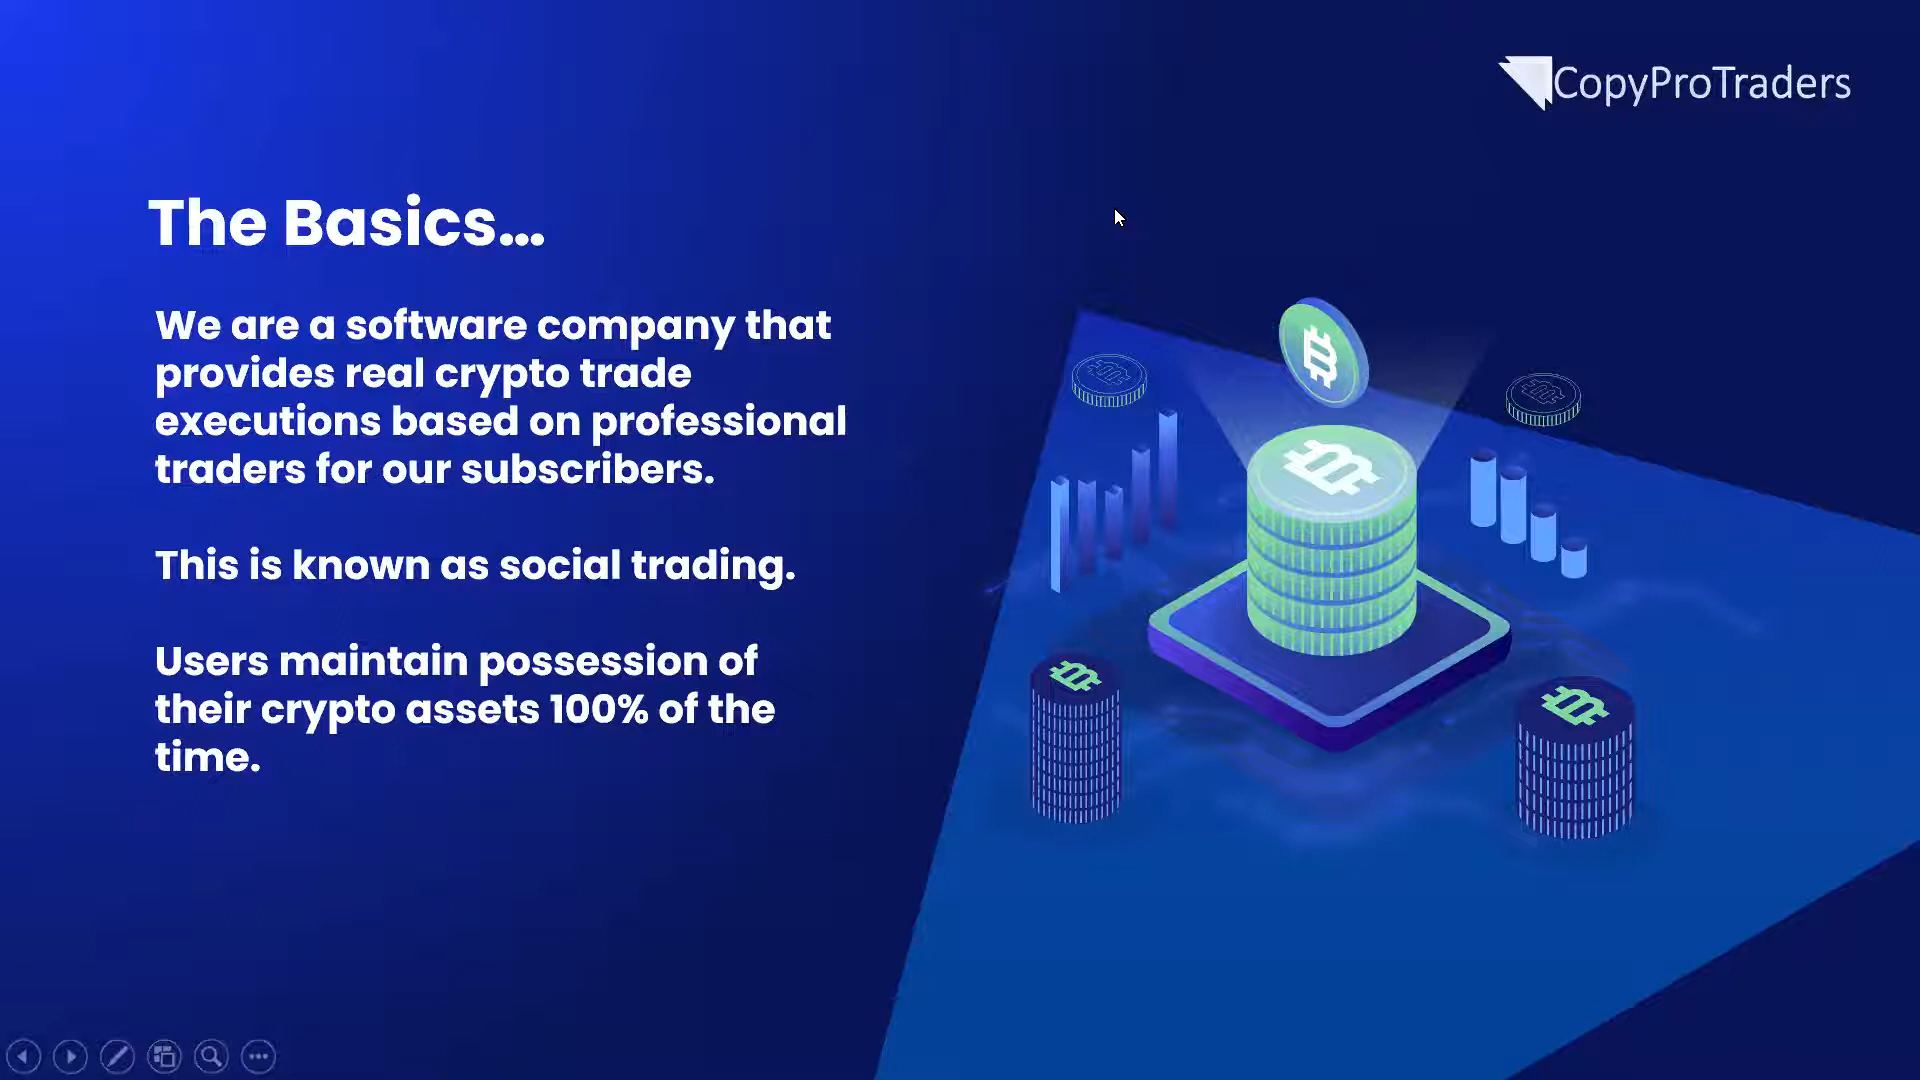 CopyProTraders
The Basics...
We are a software company that
provides real crypto trade
executions based on professional
traders for our subscribers.
This is known as social trading.
Users maintain possession of
their crypto assets 100% of the
time.